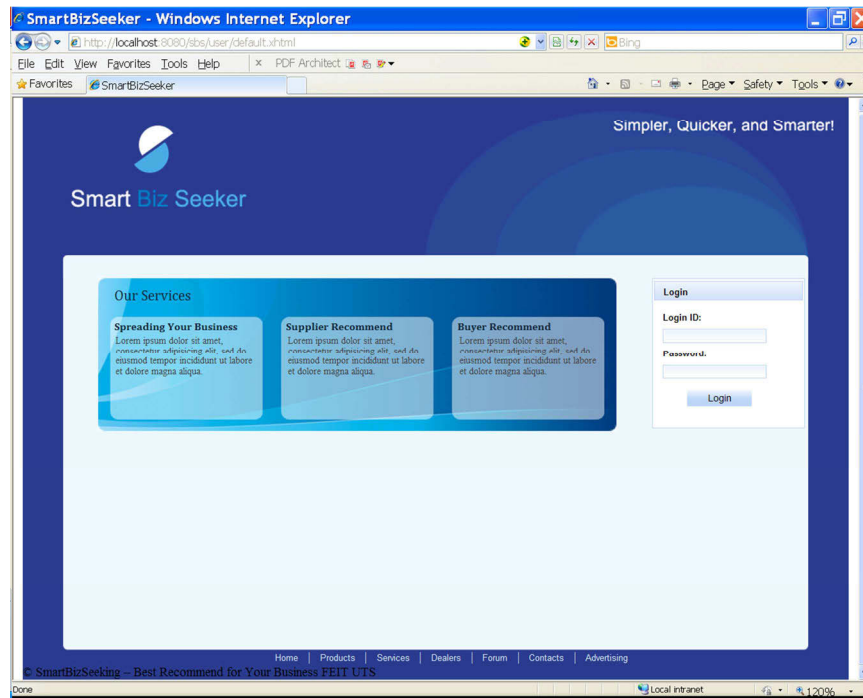 SmartBizSeeker - Windows Internet Explorer
http://localhost:8080/sbs/user/default.xhtml
Bing
File Edit View Favorites Tools Help × PDF Architect
Favorites SmartBizSeeker Page Safety Tools
Simpler, Quicker, and Smarter!
Smart Biz Seeker
Our Services
Spreading Your Business
Lorem ipsum dolor sit amet,
consectetur adipisicing elit, sed do
eiusmod tempor incididunt ut labore
et dolore magna aliqua.
Supplier Recommend
Lorem ipsum dolor sit amet,
consectetur adipisicing elit, sed do
eiusmod tempor incididunt ut labore
et dolore magna aliqua.
Buyer Recommend
Lorem ipsum dolor sit amet,
consectetur adipisicing elit, sed do
eiusmod tempor incididunt ut labore
et dolore magna aliqua.
Login
Login ID:
Password:
Login
Home | Products | Services | Dealers | Forum | Contacts | Advertising
© SmartBizSeeking – Best Recommend for Your Business FEIT UTS
Done Local intranet 120%